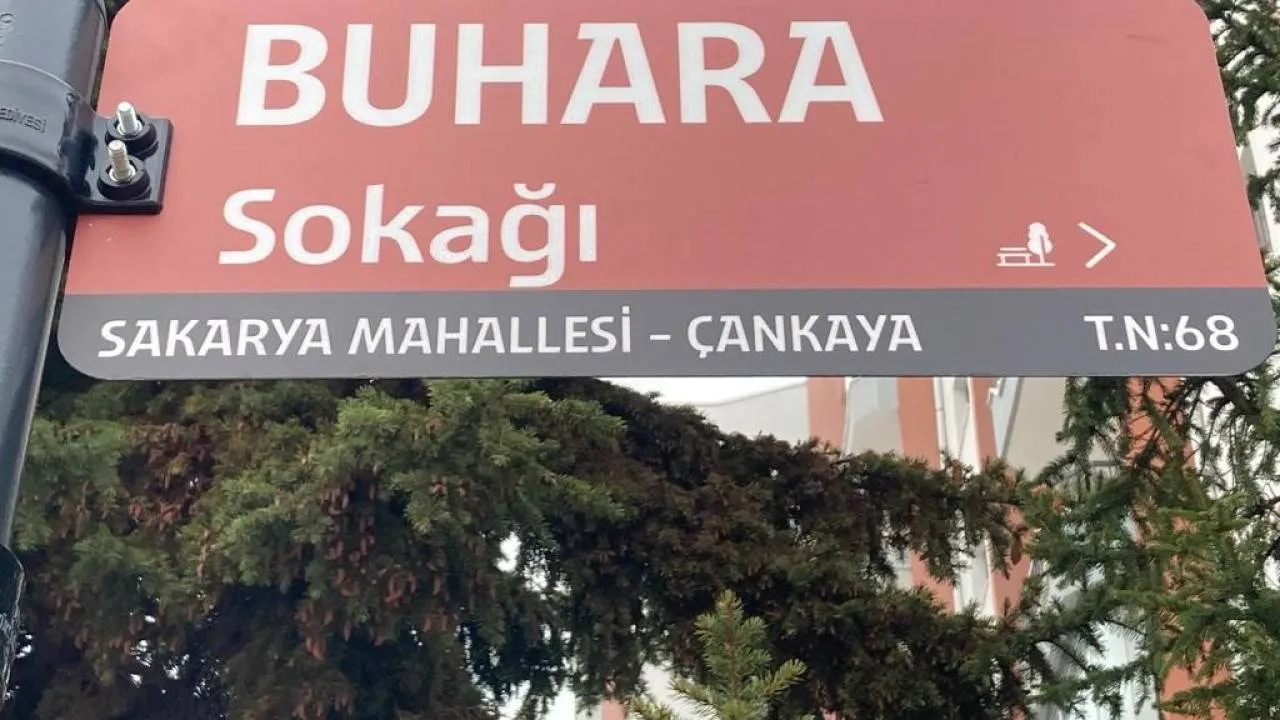 BUHARA
Sokağı
SAKARYA MAHALLESİ - ÇANKAYA T.N:68